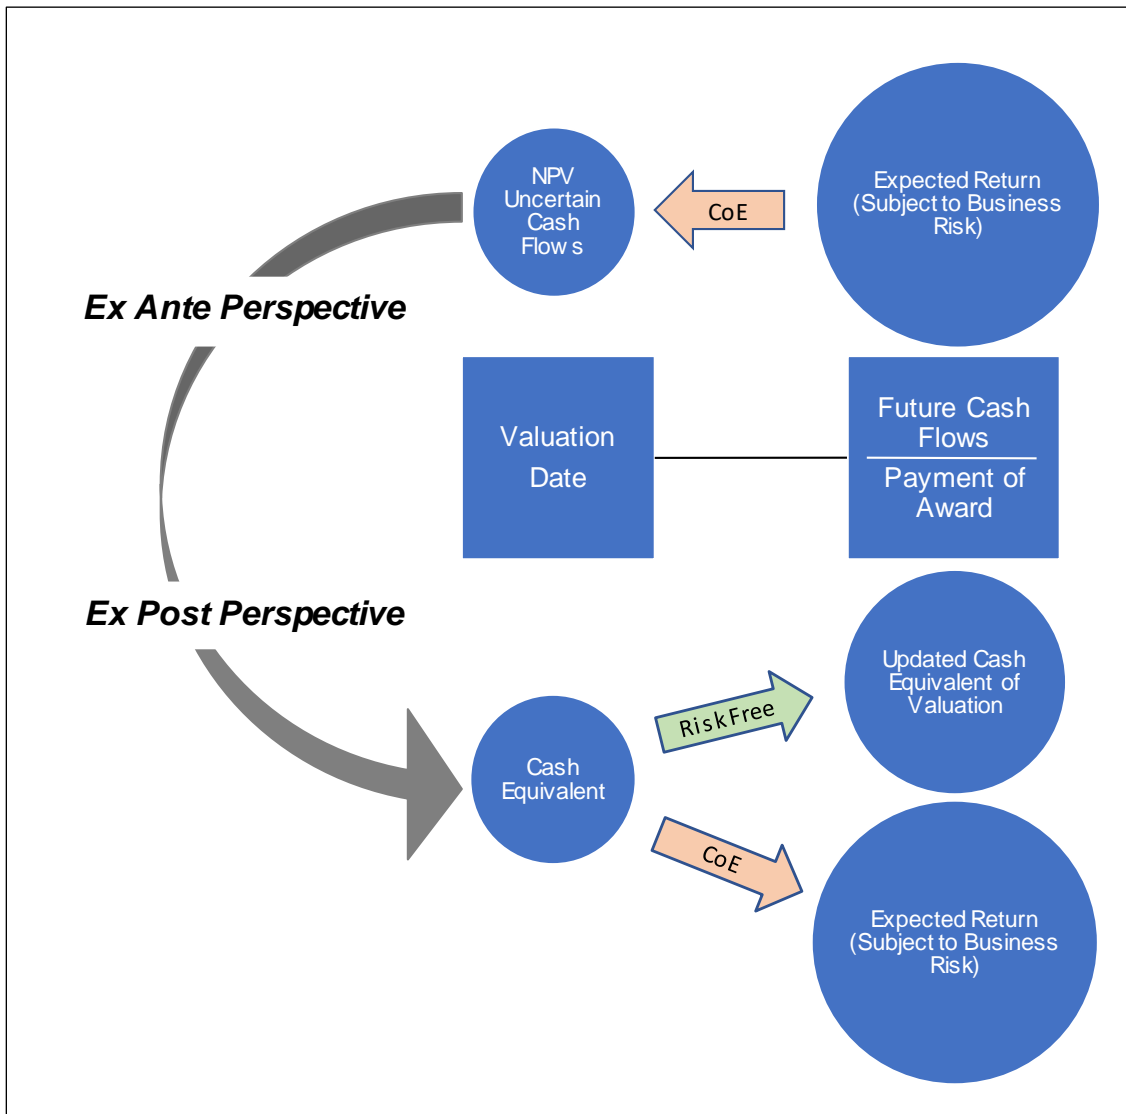 NPV
Uncertain
Cash
Flows
CoE
Expected Return
(Subject to Business
Risk)
Ex Ante Perspective
Valuation
Date
Future Cash
Flows
Payment of
Award
Ex Post Perspective
Cash
Equivalent
Risk Free
Updated Cash
Equivalent of
Valuation
CoE
Expected Return
(Subject to Business
Risk)